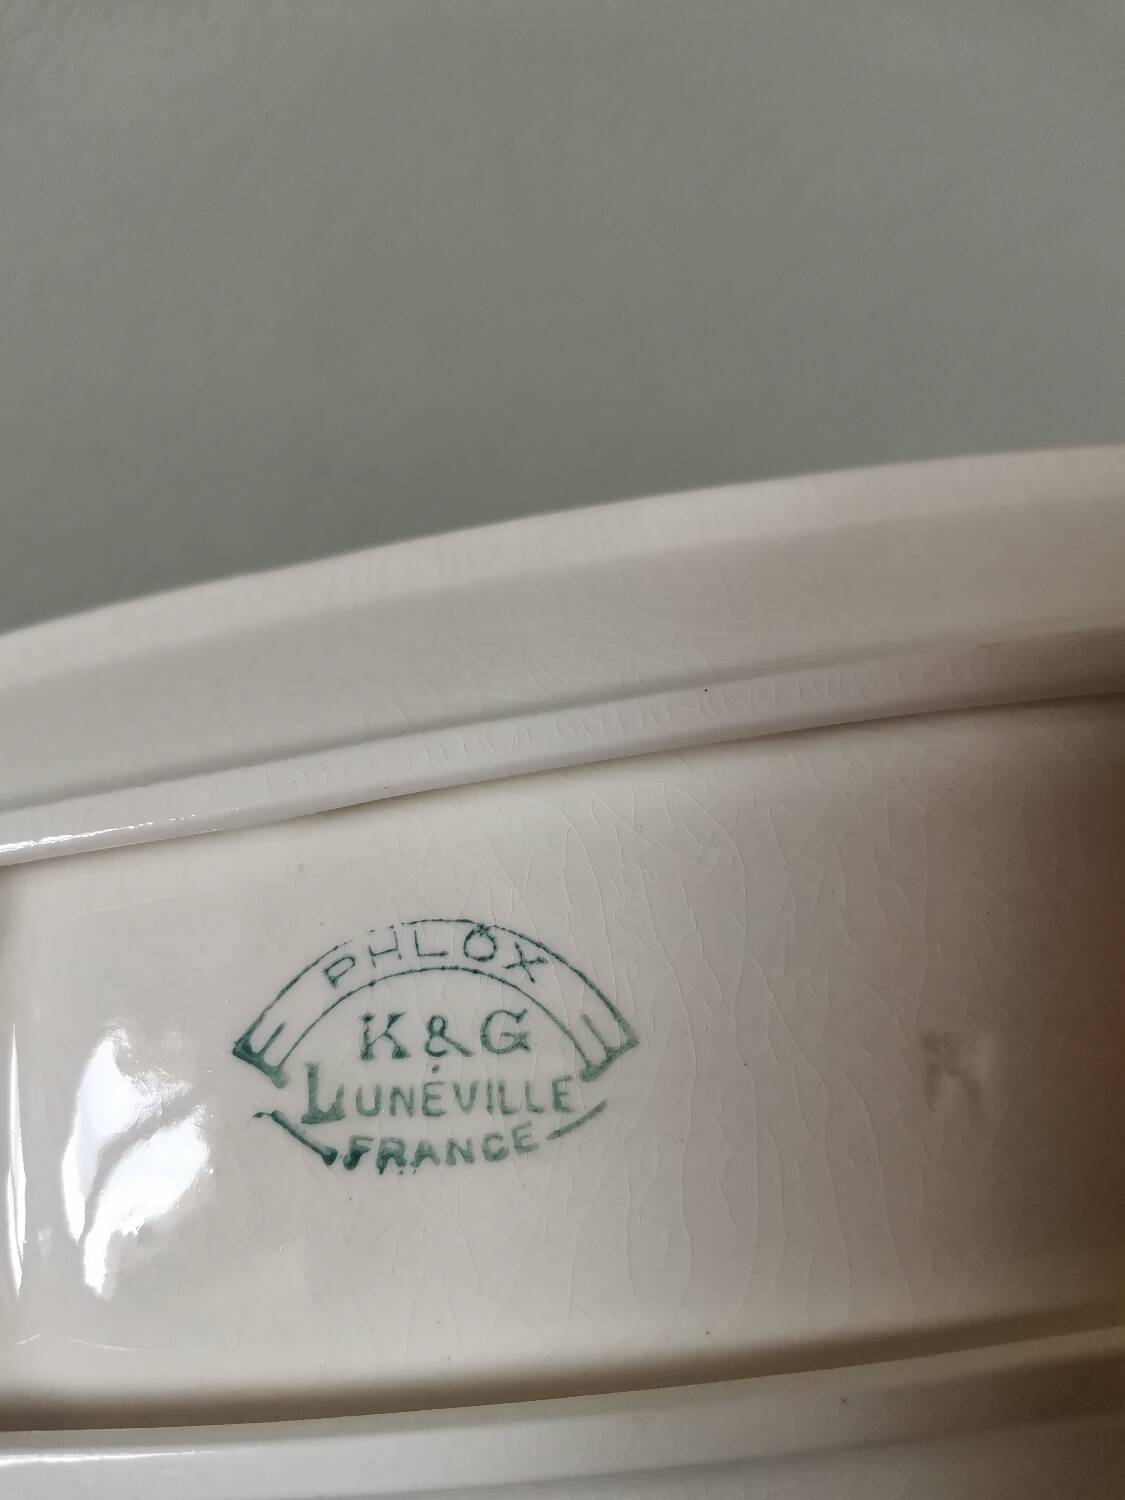 PHLOX
K & G
LUNÉVILLE
FRANCE